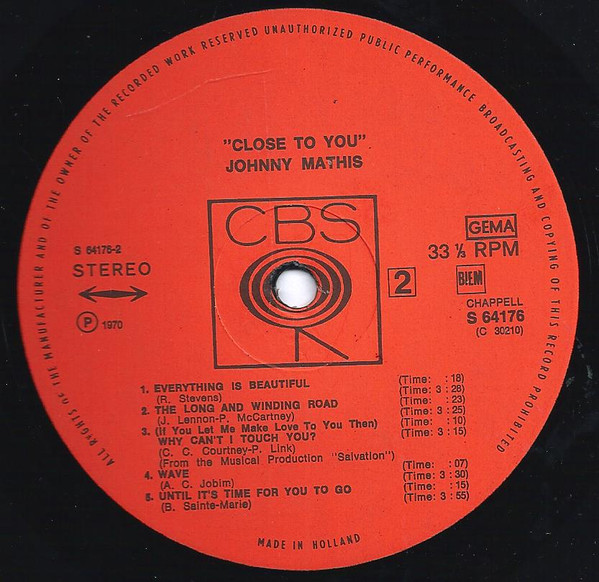 ALL RIGHTS OF THE MANUFACTURER AND OF THE OWNER OF THE RECORDED WORK RESERVED UNAUTHORIZED PUBLIC PERFORMANCE BROADCASTING AND COPYING OF THIS RECORD PROHIBITED
"CLOSE TO YOU"
JOHNNY MATHIS
CBS
S 64176-2
STEREO
Ⓟ 1970
2
GEMA
33 ⅓ RPM
BIEM
CHAPPELL
S 64176
(C 30210)
(Time: :18)
1. EVERYTHING IS BEAUTIFUL
(R. Stevens) (Time: 3 :28)
(Time: :23)
2. THE LONG AND WINDING ROAD
(J. Lennon-P. McCartney) (Time: 3 :25)
3. (If You Let Me Make Love To You Then) (Time: :10)
WHY CAN'T I TOUCH YOU? (Time: 3 :15)
(C. C. Courtney-P. Link)
(From the Musical Production "Salvation")
(Time: :07)
4. WAVE
(A. C. Jobim) (Time: 3 :30)
(Time: :15)
5. UNTIL IT'S TIME FOR YOU TO GO
(B. Sainte-Marie) (Time: 3 :55)
MADE IN HOLLAND